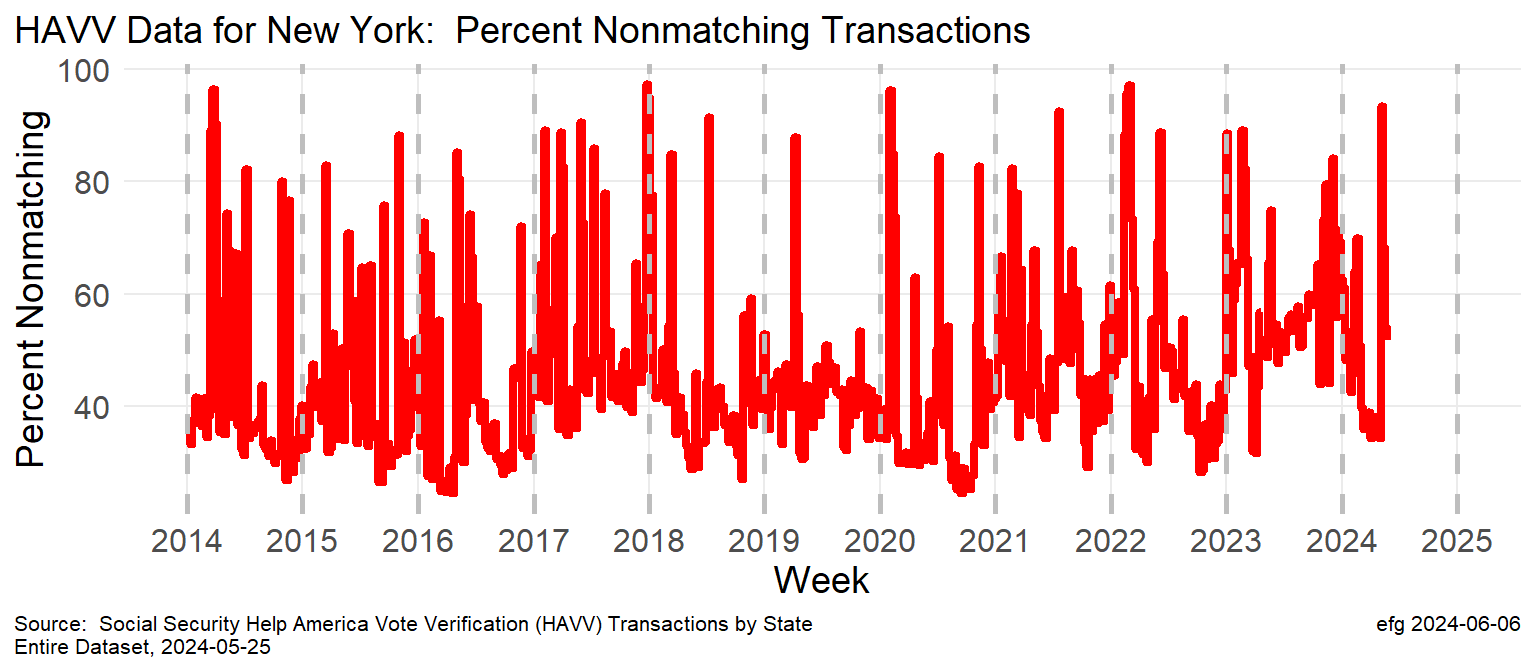 HAVV Data for New York:  Percent Nonmatching Transactions
Percent Nonmatching
100
80
60
40
2014 2015 2016 2017 2018 2019 2020 2021 2022 2023 2024 2025
Week
Source:  Social Security Help America Vote Verification (HAVV) Transactions by State
Entire Dataset, 2024-05-25
efg 2024-06-06